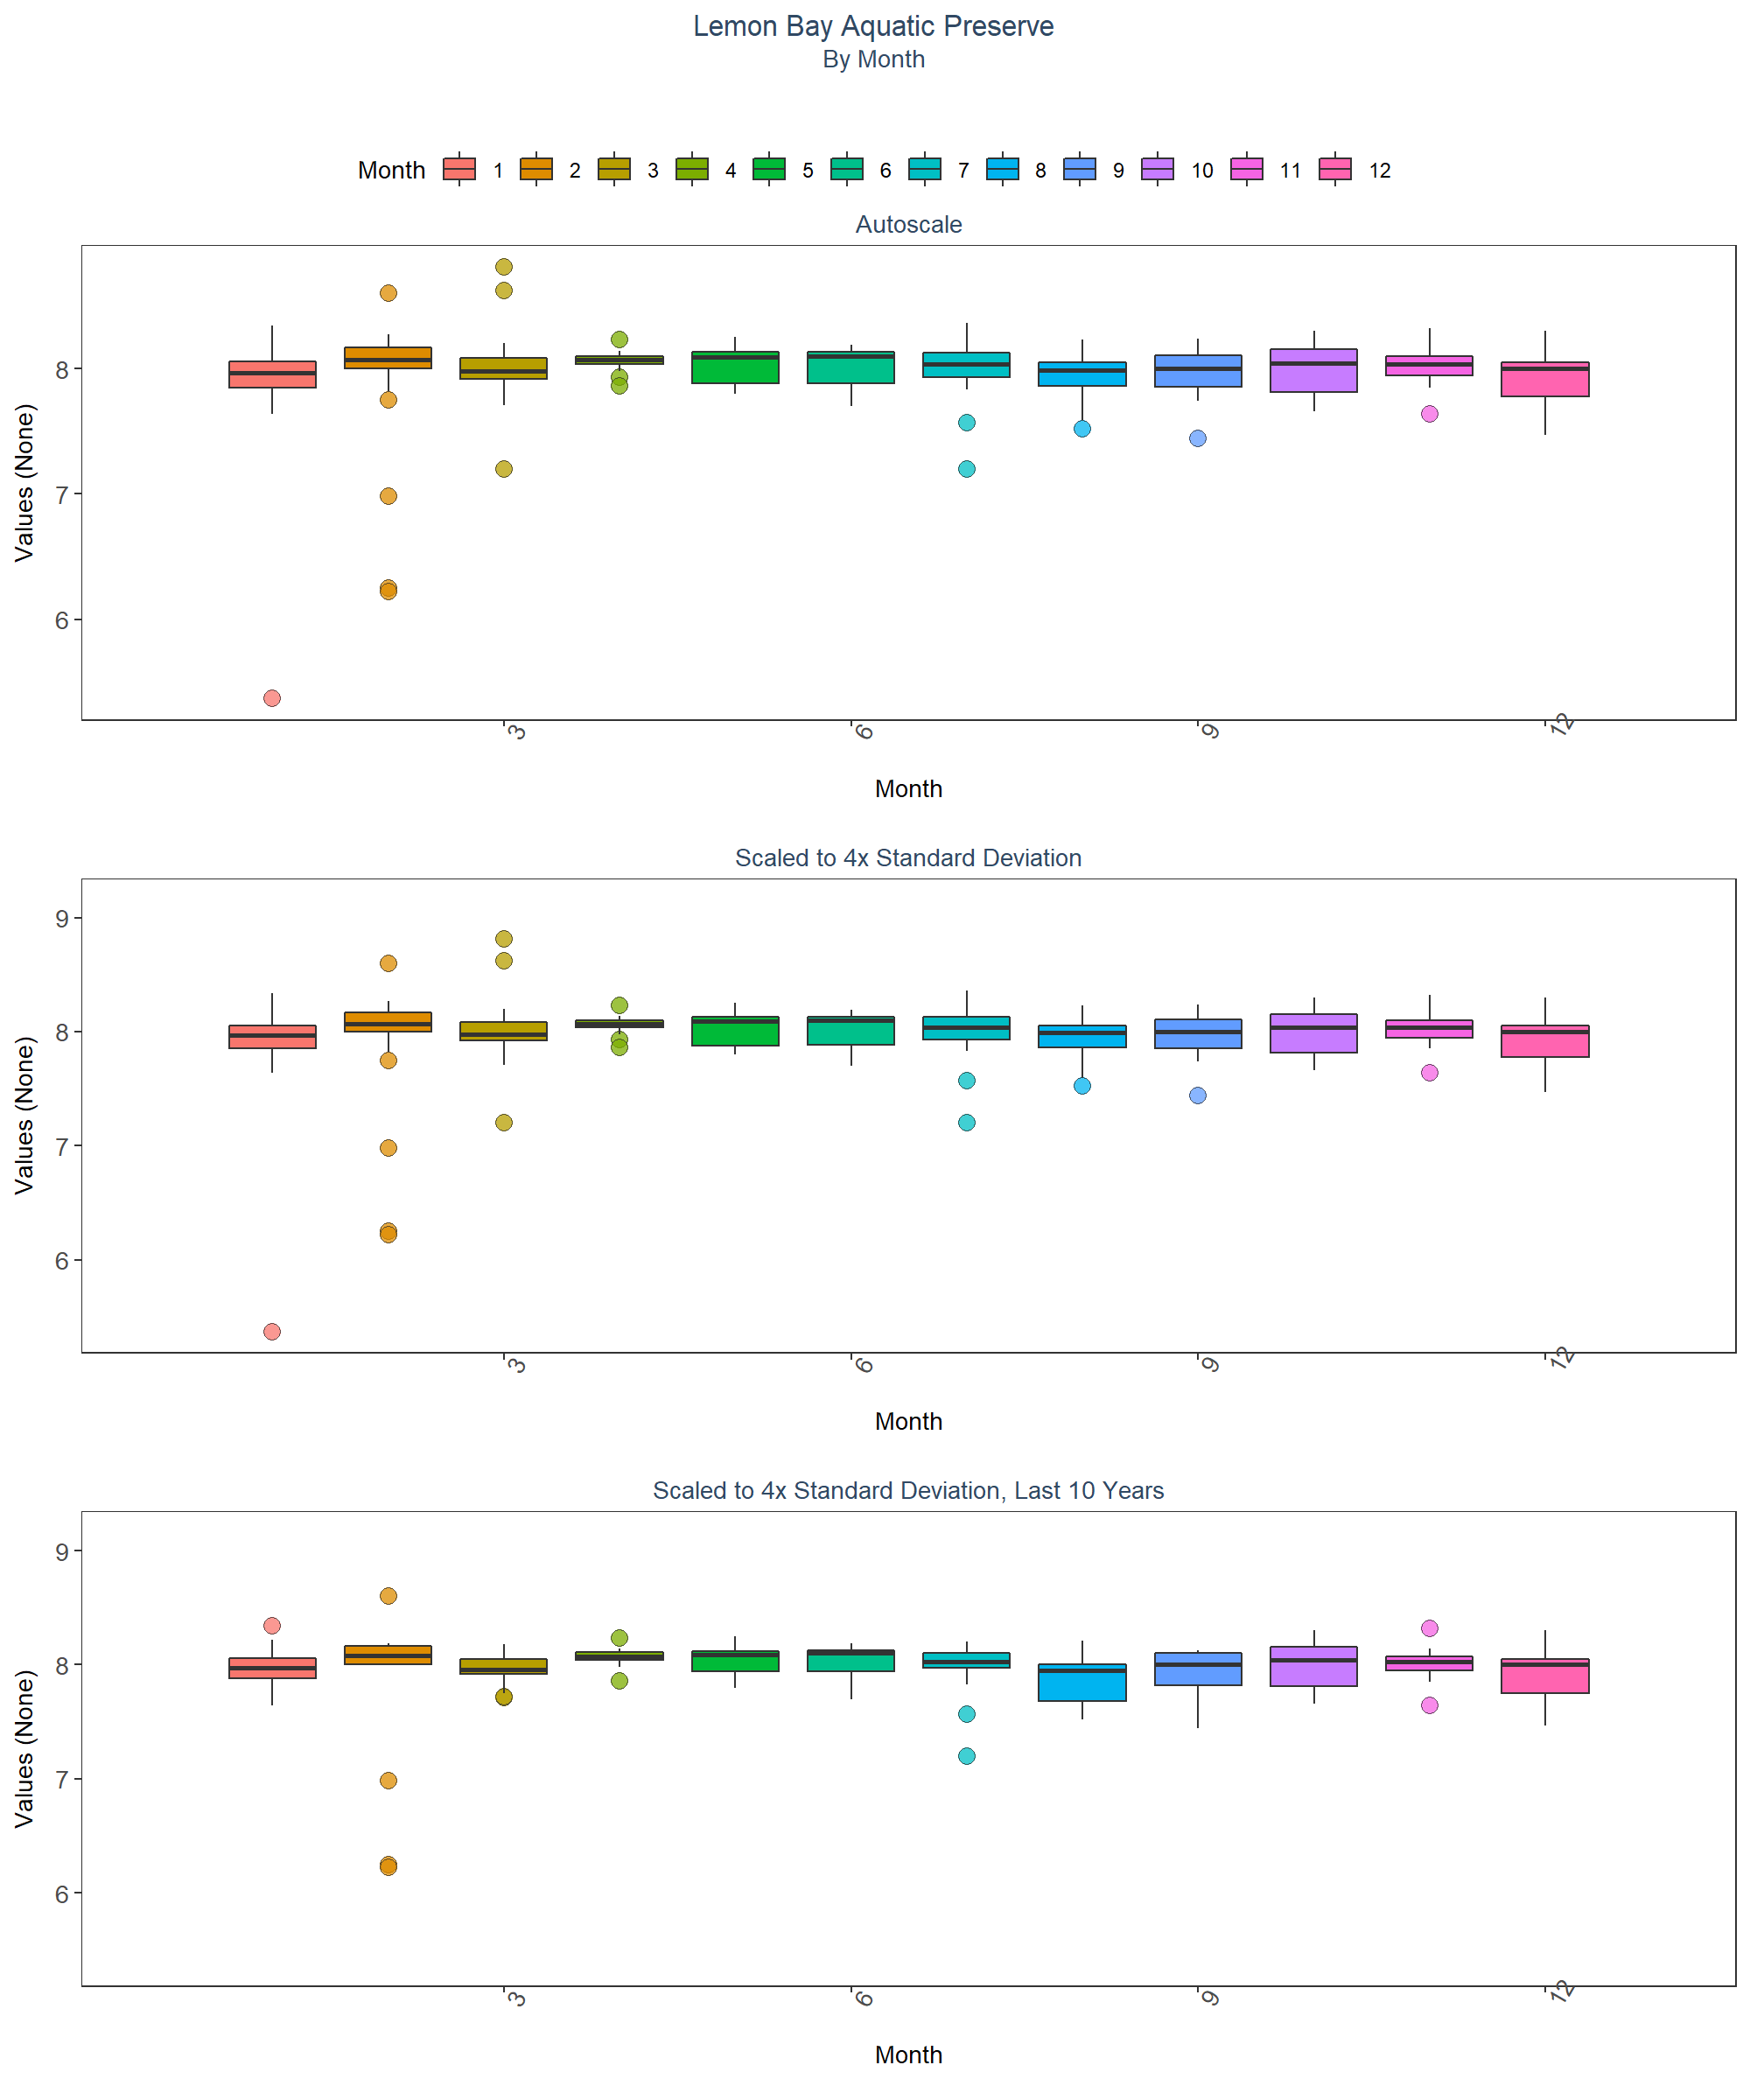 Lemon Bay Aquatic Preserve
By Month
Month 1 2 3 4 5 6 7 8 9 10 11 12
Autoscale
Values (None)
8
7
6
3 6 9 12
Month
Scaled to 4x Standard Deviation
Values (None)
9
8
7
6
3 6 9 12
Month
Scaled to 4x Standard Deviation, Last 10 Years
Values (None)
9
8
7
6
3 6 9 12
Month